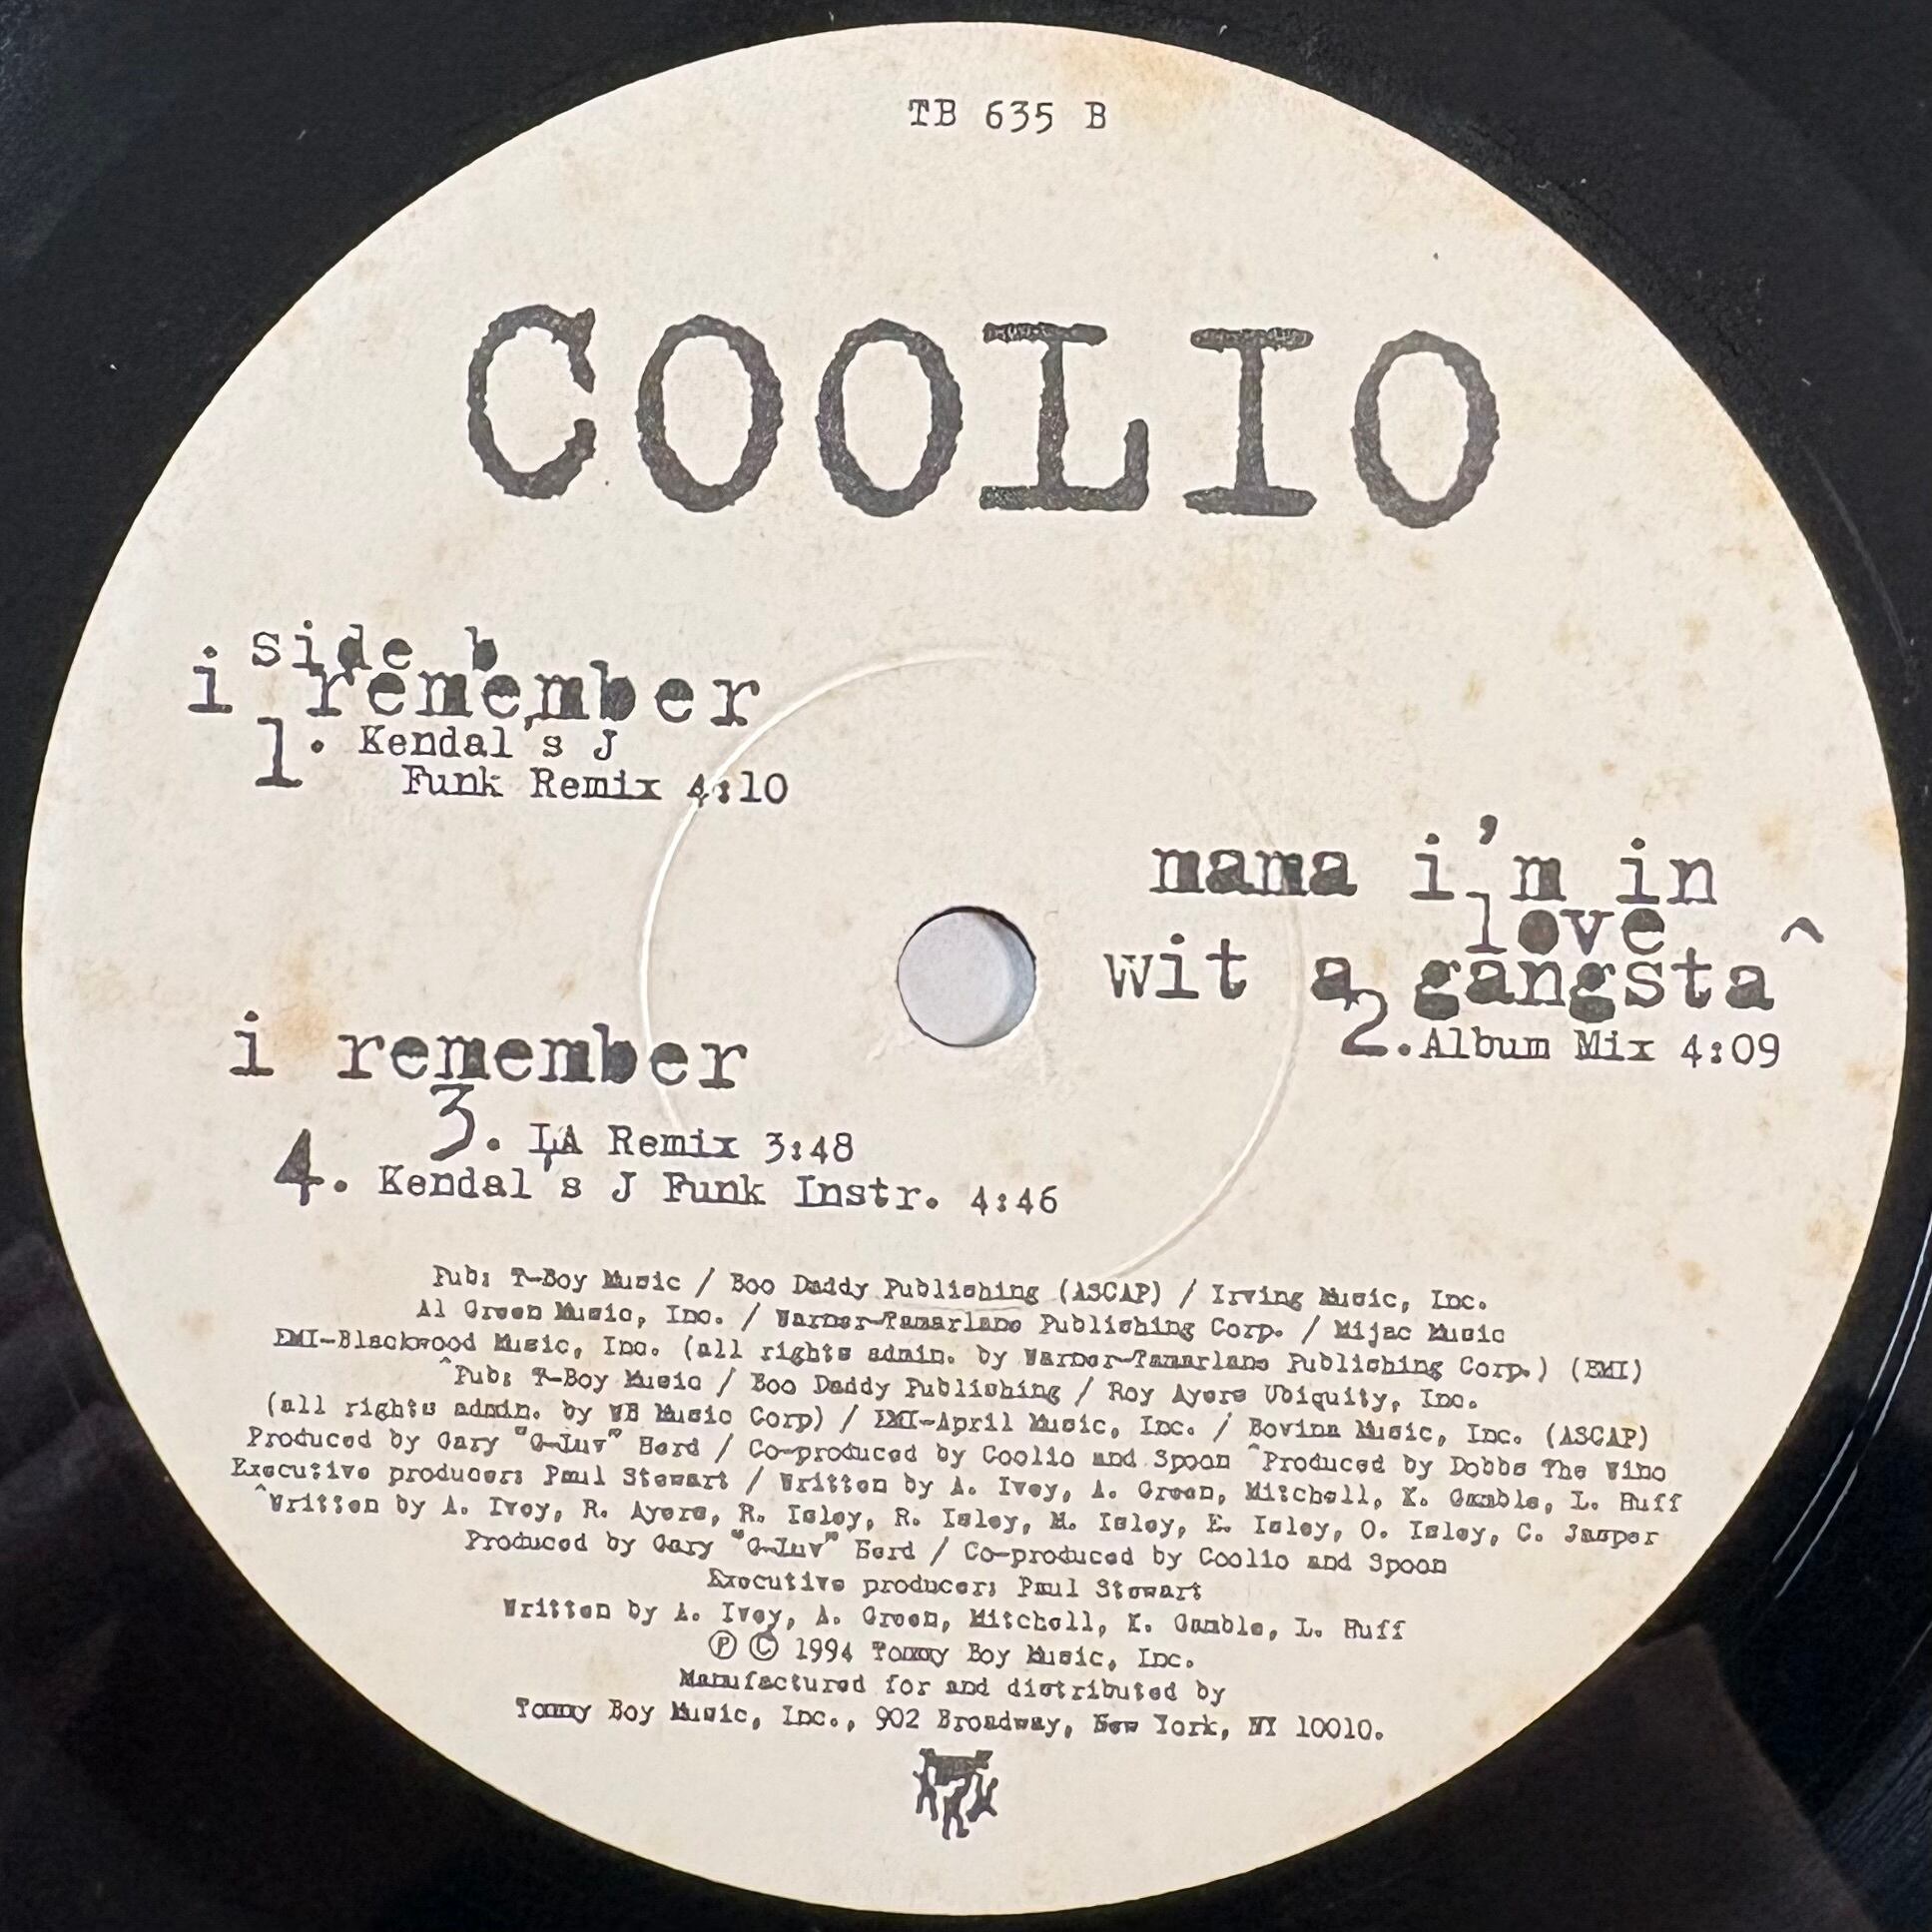 TB 635 B
COOLIO
side b
i remember
1. Kendal's J
Funk Remix 4:10
mama i'm in
love
wit a gangsta^
2. Album Mix 4:09
i remember
3. LA Remix 3:48
4. Kendal's J Funk Instr. 4:46
Pub: T-Boy Music / Boo Daddy Publishing (ASCAP) / Irving Music, Inc.
Al Green Music, Inc. / Warner-Tamarlane Publishing Corp. / Mijac Music
EMI-Blackwood Music, Inc. (all rights admin. by Warner-Tamarlane Publishing Corp.) (BMI)
^Pub: T-Boy Music / Boo Daddy Publishing / Roy Ayers Ubiquity, Inc.
(all rights admin. by WB Music Corp) / EMI-April Music, Inc. / Bovina Music, Inc. (ASCAP)
Produced by Gary "G-Luv" Herd / Co-produced by Coolio and Spoon ^Produced by Dobbs The Wino
Executive producer: Paul Stewart / Written by A. Ivey, A. Green, Mitchell, K. Gamble, L. Huff
^Written by A. Ivey, R. Ayers, R. Isley, R. Isley, M. Isley, E. Isley, O. Isley, C. Jasper
Produced by Gary "G-Luv" Herd / Co-produced by Coolio and Spoon
Executive producer: Paul Stewart
Written by A. Ivey, A. Green, Mitchell, K. Gamble, L. Huff
Ⓟ © 1994 Tommy Boy Music, Inc.
Manufactured for and distributed by
Tommy Boy Music, Inc., 902 Broadway, New York, NY 10010.